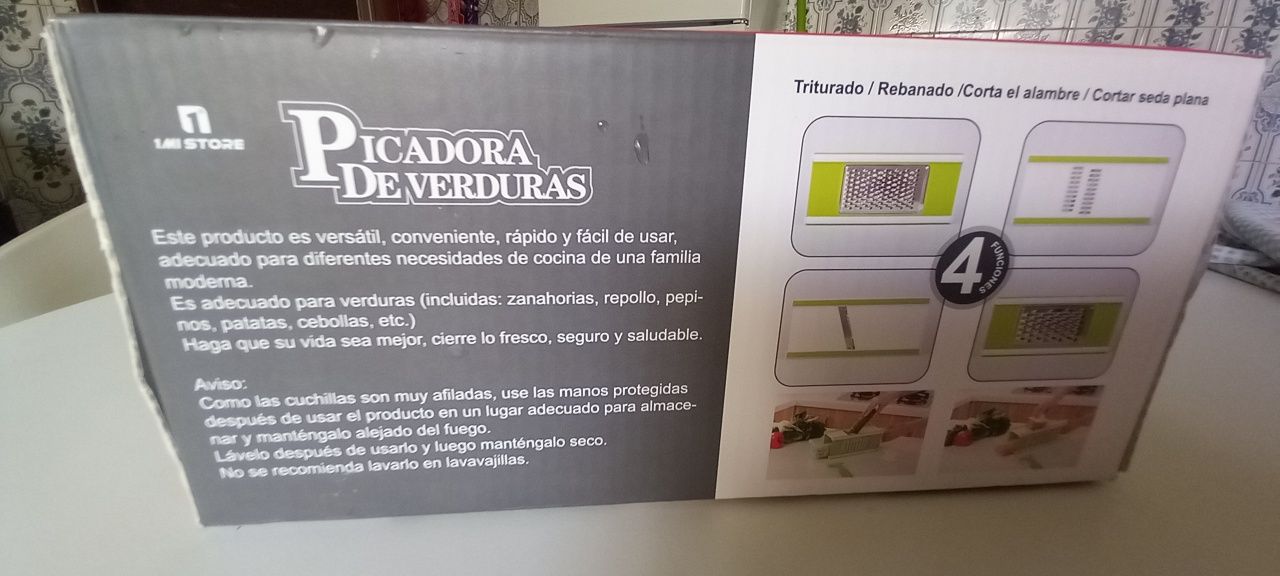 1MI STORE
PICADORA
DE VERDURAS
Este producto es versátil, conveniente, rápido y fácil de usar,
adecuado para diferentes necesidades de cocina de una familia
moderna.
Es adecuado para verduras (incluidas: zanahorias, repollo, pepi-
nos, patatas, cebollas, etc.)
Haga que su vida sea mejor, cierre lo fresco, seguro y saludable.
Aviso:
Como las cuchillas son muy afiladas, use las manos protegidas
después de usar el producto en un lugar adecuado para almace-
nar y manténgalo alejado del fuego.
Lávelo después de usarlo y luego manténgalo seco.
No se recomienda lavarlo en lavavajillas.
Triturado / Rebanado /Corta el alambre / Cortar seda plana
4 FUNCIONES